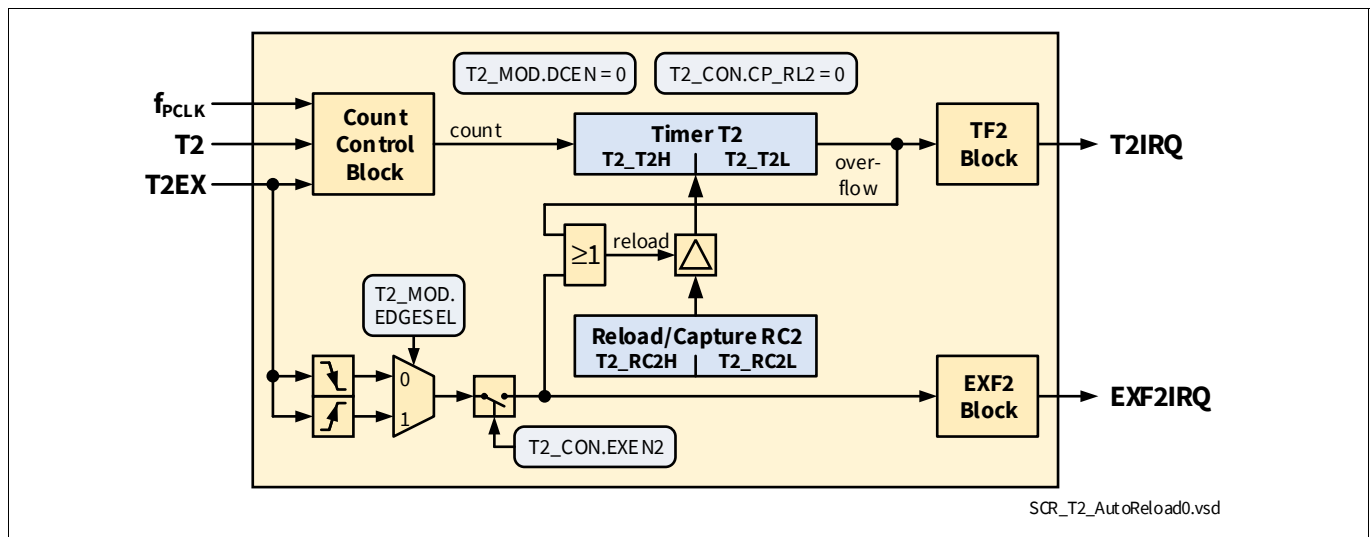 T2_MOD.DCEN = 0
T2_CON.CP_RL2 = 0
fPCLK
T2
T2EX
Count
Control
Block
count
Timer T2
T2_T2H
T2_T2L
over-
flow
TF2
Block
T2IRQ
≥1
reload
T2_MOD.
EDGESEL
Reload/Capture RC2
T2_RC2H
T2_RC2L
0
1
T2_CON.EXEN2
EXF2
Block
EXF2IRQ
SCR_T2_AutoReload0.vsd